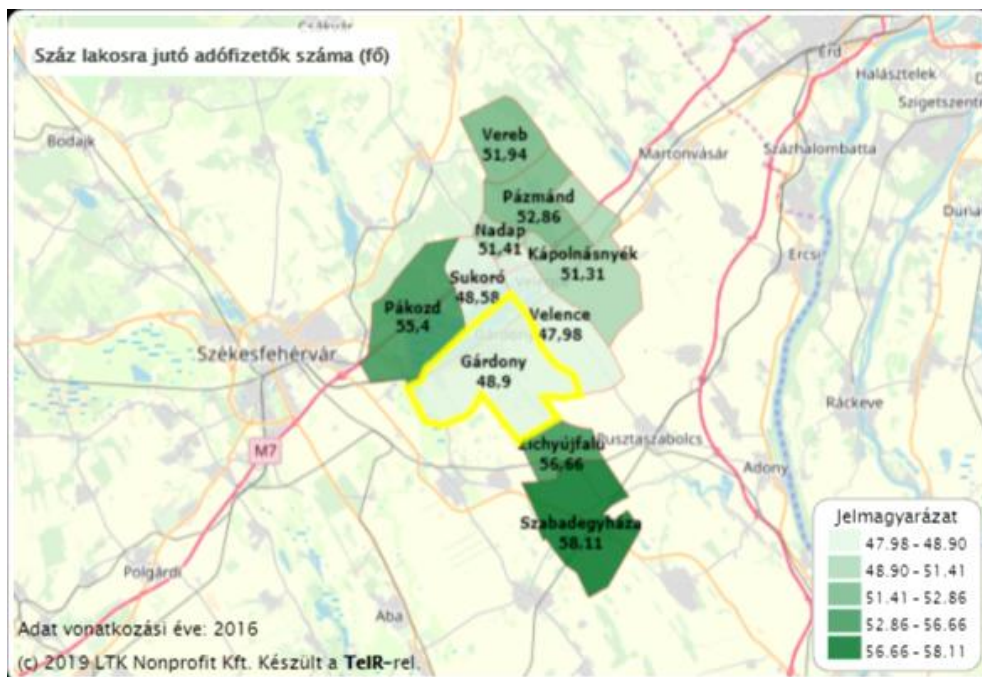 Száz lakosra jutó adófizetők száma (fő)
Csákvár
Érd
Halásztelek
Szigetszent
Bodajk
Vereb
51,94
Martonvásár
Százhalombatta
Pázmánd
52,86
Duna
Nadap
51,41
Kápolnásnyék
51,31
Ercsi
Sukoró
48,58
Pákozd
55,4
Velence
47,98
Székesfehérvár
Gárdony
Gárdony
48,9
Ráckeve
Zichyújfalu
56,66
Pusztaszabolcs
M7
Adony
Szabadegyháza
58,11
Polgárdi
Aba
Jelmagyarázat
47.98 - 48.90
48.90 - 51.41
51.41 - 52.86
52.86 - 56.66
56.66 - 58.11
Adat vonatkozási éve: 2016
(c) 2019 LTK Nonprofit Kft. Készült a TeIR-rel.